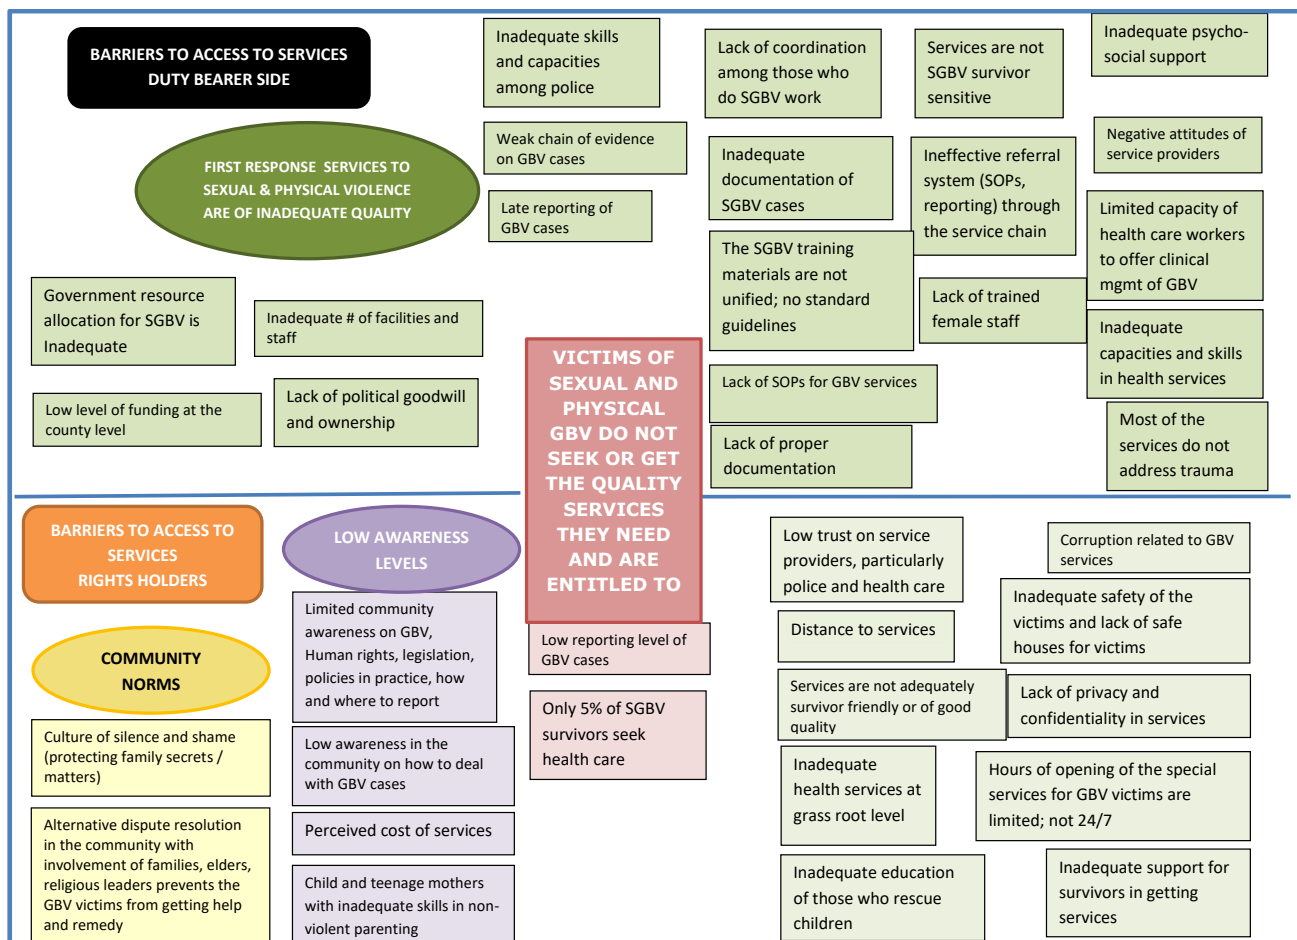 BARRIERS TO ACCESS TO SERVICES
DUTY BEARER SIDE
FIRST RESPONSE SERVICES TO
SEXUAL & PHYSICAL VIOLENCE
ARE OF INADEQUATE QUALITY
Inadequate skills
and capacities
among police
Weak chain of evidence
on GBV cases
Late reporting of
GBV cases
Lack of coordination
among those who
do SGBV work
Services are not
SGBV survivor
sensitive
Inadequate psycho-
social support
Inadequate
documentation of
SGBV cases
Ineffective referral
system (SOPs,
reporting) through
the service chain
Negative attitudes of
service providers
Limited capacity of
health care workers
to offer clinical
mgmt of GBV
The SGBV training
materials are not
unified; no standard
guidelines
Lack of trained
female staff
Inadequate
capacities and skills
in health services
Government resource
allocation for SGBV is
Inadequate
Inadequate # of facilities and
staff
Low level of funding at the
county level
Lack of political goodwill
and ownership
Lack of SOPs for GBV services
Lack of proper
documentation
Most of the
services do not
address trauma
VICTIMS OF
SEXUAL AND
PHYSICAL
GBV DO NOT
SEEK OR GET
THE QUALITY
SERVICES
THEY NEED
AND ARE
ENTITLED TO
BARRIERS TO ACCESS TO
SERVICES
RIGHTS HOLDERS
LOW AWARENESS
LEVELS
COMMUNITY
NORMS
Culture of silence and shame
(protecting family secrets /
matters)
Alternative dispute resolution
in the community with
involvement of families, elders,
religious leaders prevents the
GBV victims from getting help
and remedy
Limited community
awareness on GBV,
Human rights, legislation,
policies in practice, how
and where to report
Low awareness in the
community on how to deal
with GBV cases
Perceived cost of services
Child and teenage mothers
with inadequate skills in non-
violent parenting
Low reporting level of
GBV cases
Only 5% of SGBV
survivors seek
health care
Low trust on service
providers, particularly
police and health care
Corruption related to GBV
services
Distance to services
Inadequate safety of the
victims and lack of safe
houses for victims
Services are not adequately
survivor friendly or of good
quality
Lack of privacy and
confidentiality in services
Inadequate
health services at
grass root level
Hours of opening of the special
services for GBV victims are
limited; not 24/7
Inadequate education
of those who rescue
children
Inadequate support for
survivors in getting
services